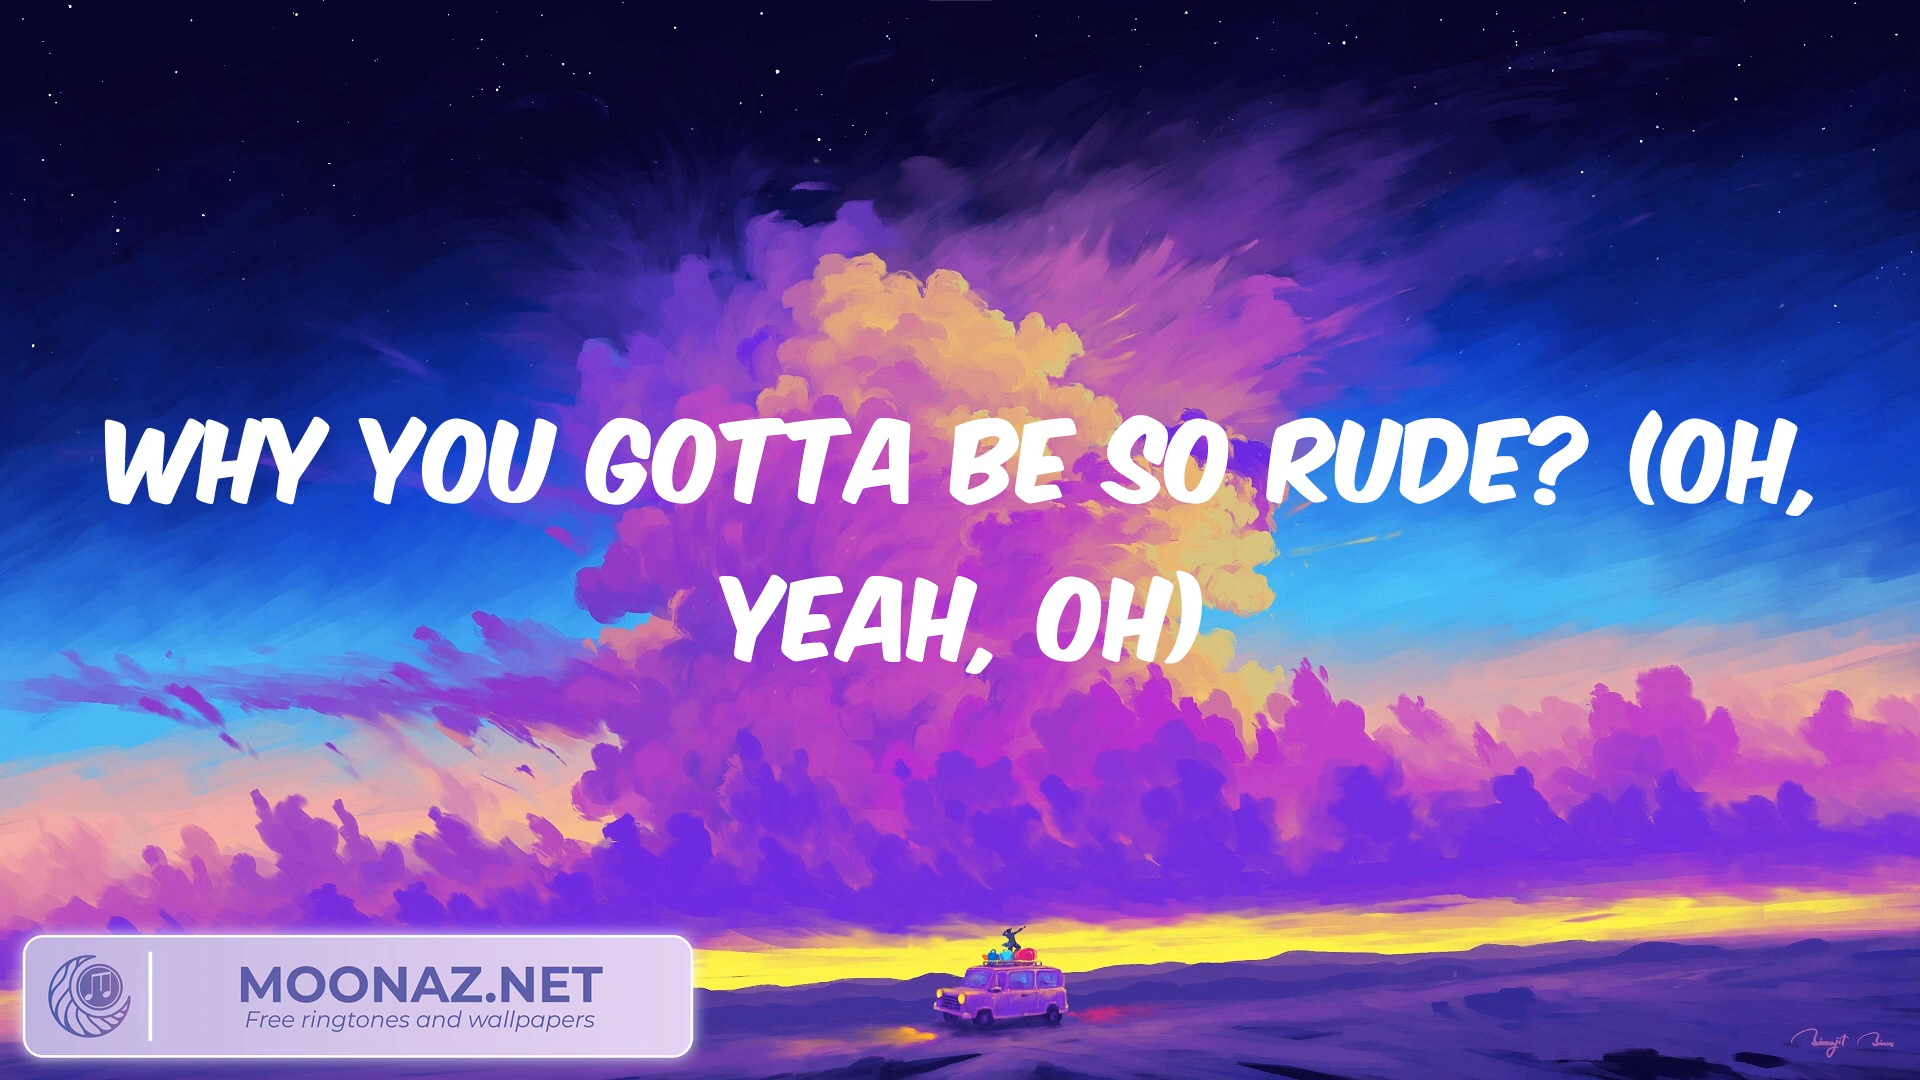 WHY YOU GOTTA BE SO RUDE? (OH,
YEAH, OH)
MOONAZ.NET
Free ringtones and wallpapers